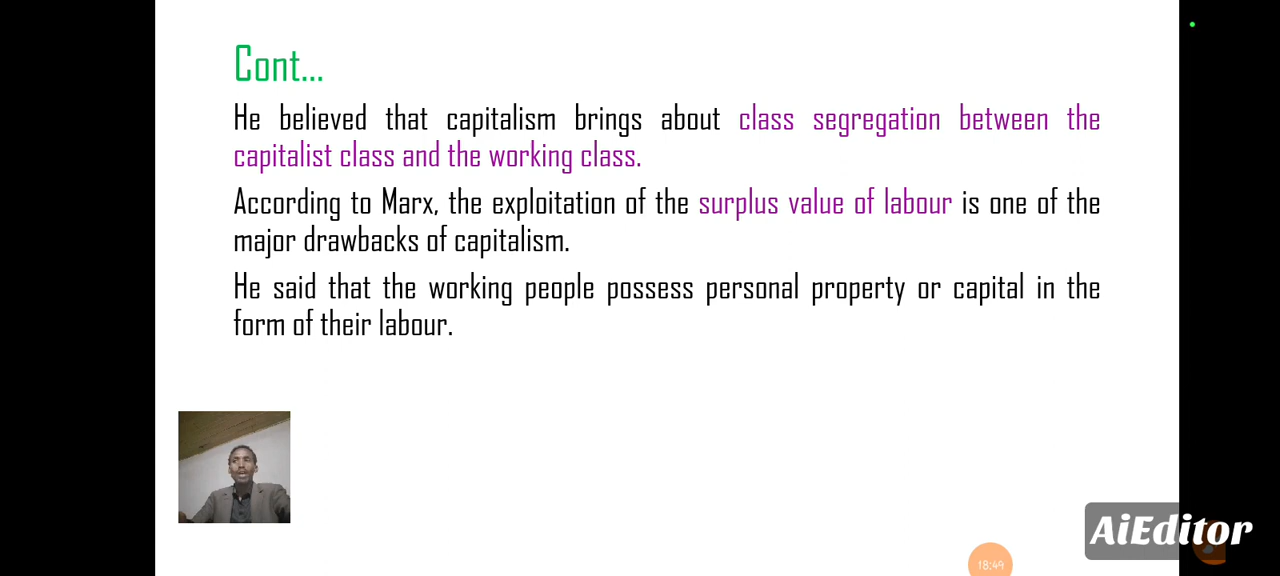 Cont...
He believed that capitalism brings about class segregation between the
capitalist class and the working class.
According to Marx, the exploitation of the surplus value of labour is one of the
major drawbacks of capitalism.
He said that the working people possess personal property or capital in the
form of their labour.
AiEditor
18:49